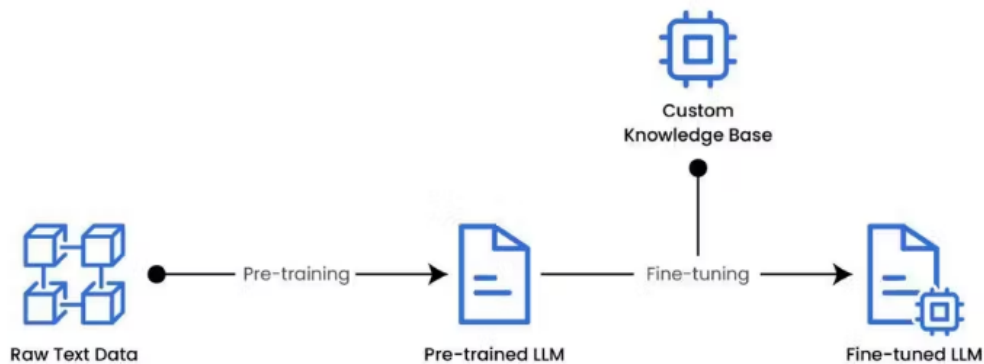 Custom
Knowledge Base
Pre-training
Fine-tuning
Raw Text Data
Pre-trained LLM
Fine-tuned LLM